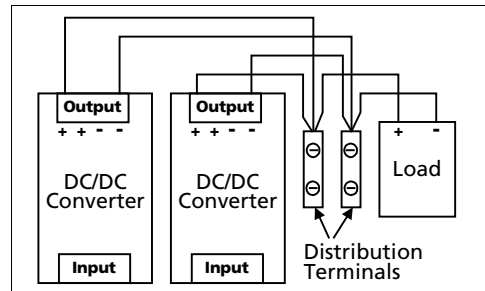 Output
+ + - -
DC/DC
Converter
Input
Output
+ + - -
DC/DC
Converter
Input
+ -
Load
Distribution
Terminals